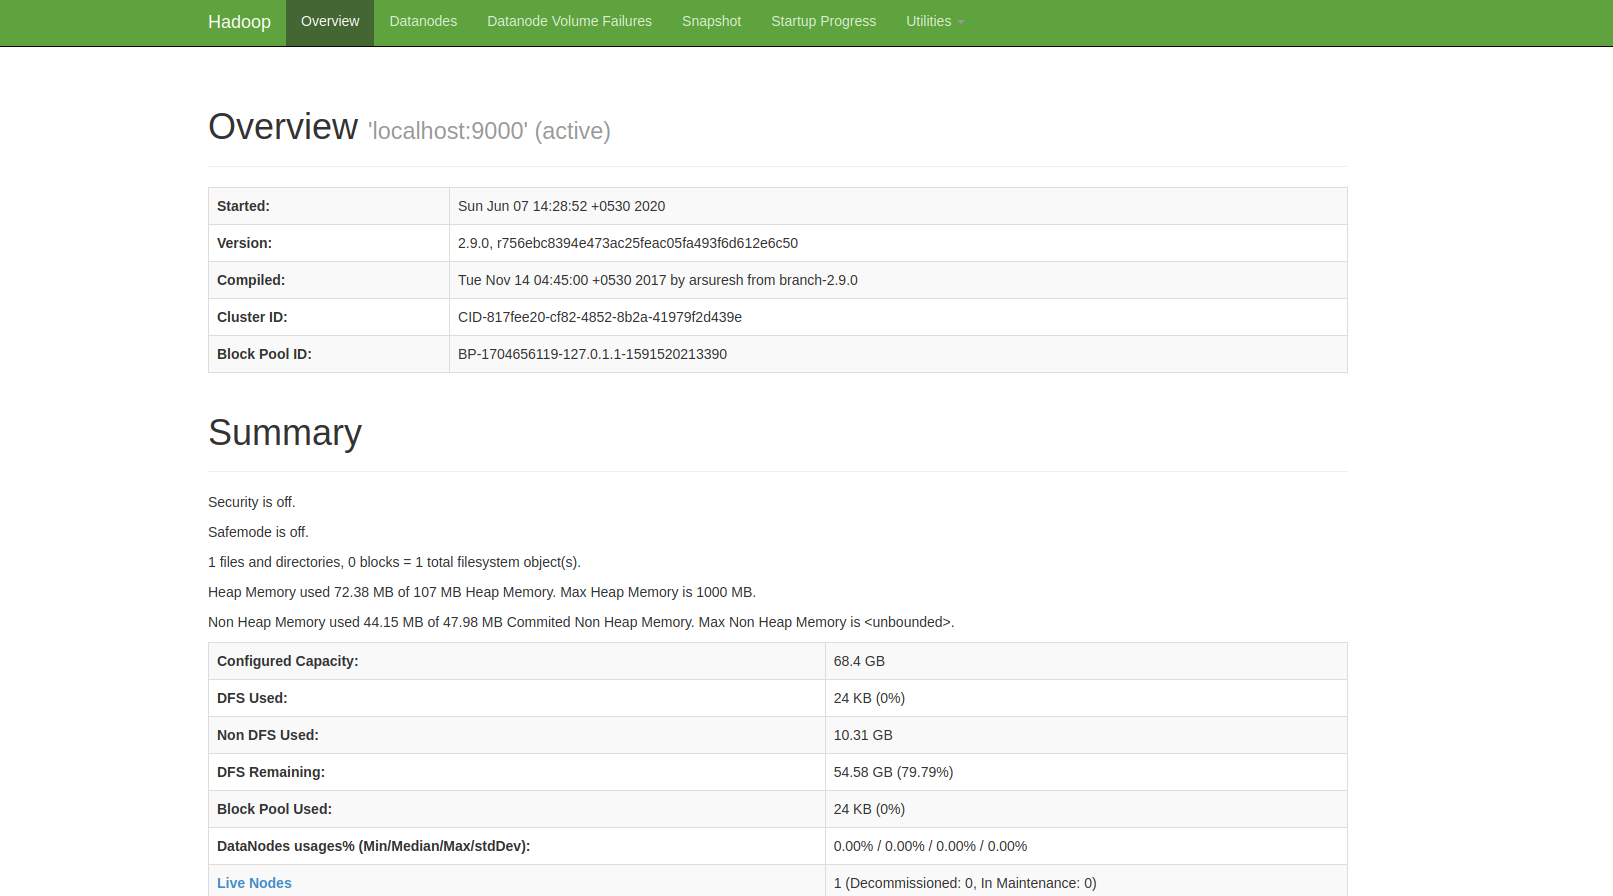 Hadoop Overview Datanodes Datanode Volume Failures Snapshot Startup Progress Utilities
Overview 'localhost:9000' (active)
Started: Sun Jun 07 14:28:52 +0530 2020
Version: 2.9.0, r756ebc8394e473ac25feac05fa493f6d612e6c50
Compiled: Tue Nov 14 04:45:00 +0530 2017 by arsuresh from branch-2.9.0
Cluster ID: CID-817fee20-cf82-4852-8b2a-41979f2d439e
Block Pool ID: BP-1704656119-127.0.1.1-1591520213390
Summary
Security is off.
Safemode is off.
1 files and directories, 0 blocks = 1 total filesystem object(s).
Heap Memory used 72.38 MB of 107 MB Heap Memory. Max Heap Memory is 1000 MB.
Non Heap Memory used 44.15 MB of 47.98 MB Commited Non Heap Memory. Max Non Heap Memory is <unbounded>.
Configured Capacity: 68.4 GB
DFS Used: 24 KB (0%)
Non DFS Used: 10.31 GB
DFS Remaining: 54.58 GB (79.79%)
Block Pool Used: 24 KB (0%)
DataNodes usages% (Min/Median/Max/stdDev): 0.00% / 0.00% / 0.00% / 0.00%
Live Nodes 1 (Decommissioned: 0, In Maintenance: 0)